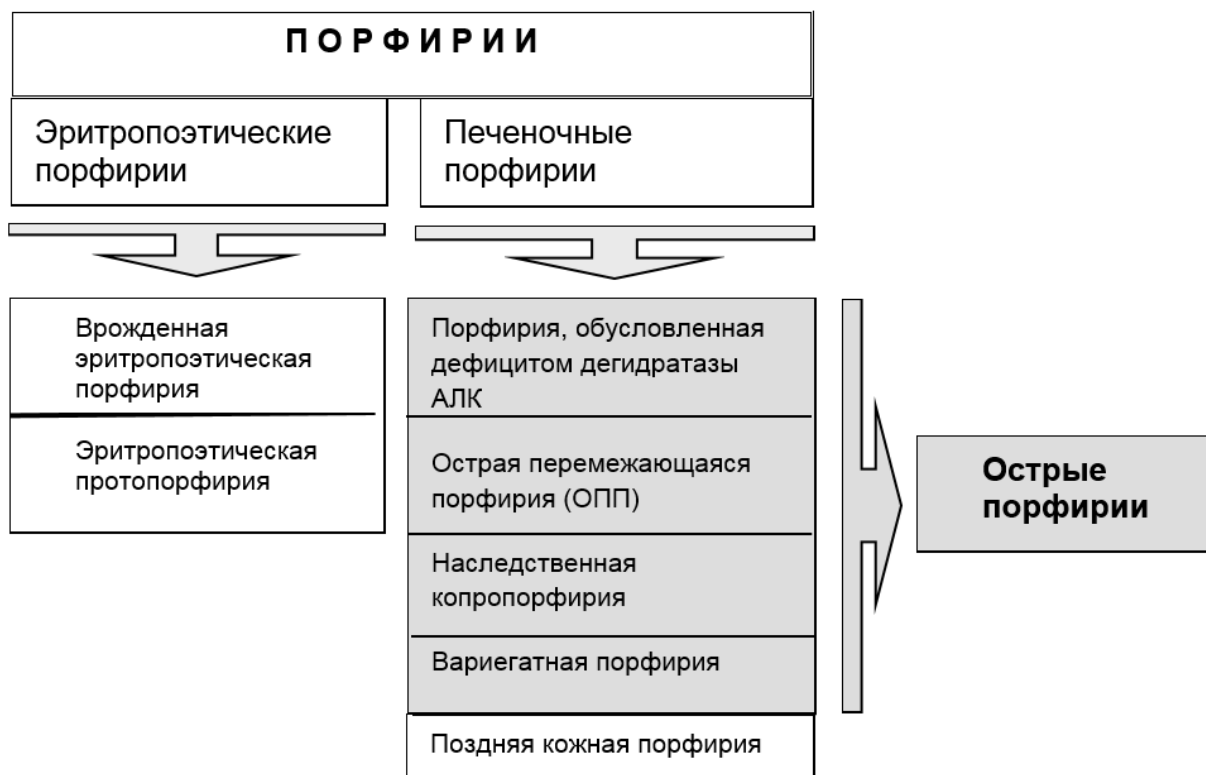 ПОРФИРИИ
Эритропоэтические
порфирии
Печеночные
порфирии
Врожденная
эритропоэтическая
порфирия
Эритропоэтическая
протопорфирия
Порфирия, обусловленная
дефицитом дегидратазы
АЛК
Острая перемежающаяся
порфирия (ОПП)
Наследственная
копропорфирия
Вариегатная порфирия
Поздняя кожная порфирия
Острые
порфирии